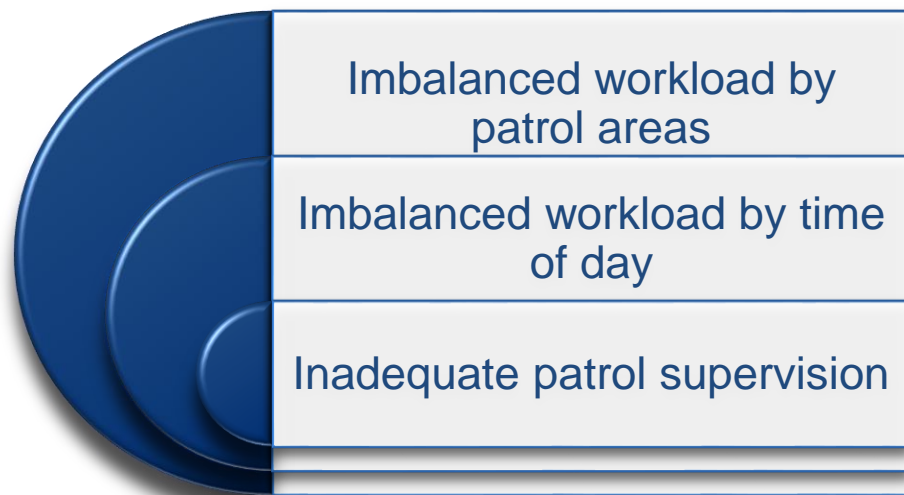 Imbalanced workload by
patrol areas
Imbalanced workload by time
of day
Inadequate patrol supervision